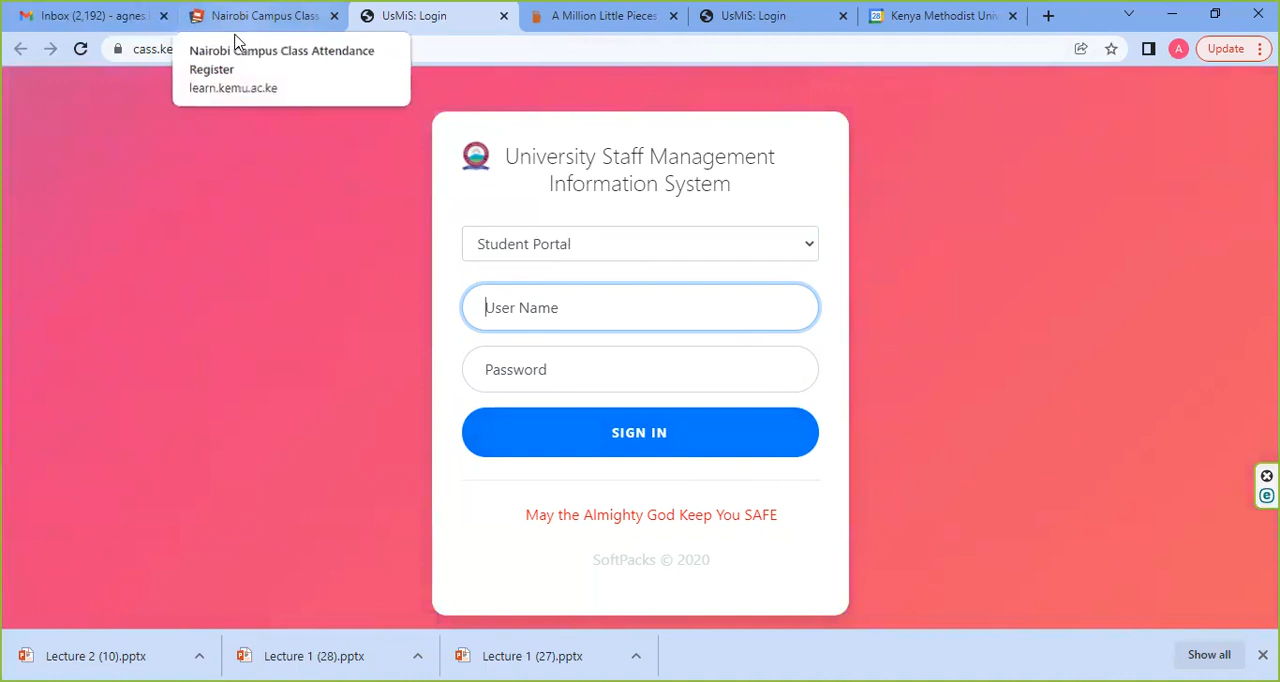 Inbox (2,192) - agnes
Nairobi Campus Class
UsMiS: Login
A Million Little Pieces
UsMiS: Login
28
Kenya Methodist Univ
cass.ke
A
Update
Nairobi Campus Class Attendance
Register
learn.kemu.ac.ke
University Staff Management
Information System
Student Portal
User Name
Password
SIGN IN
May the Almighty God Keep You SAFE
SoftPacks © 2020
Lecture 2 (10).pptx
Lecture 1 (28).pptx
Lecture 1 (27).pptx
Show all